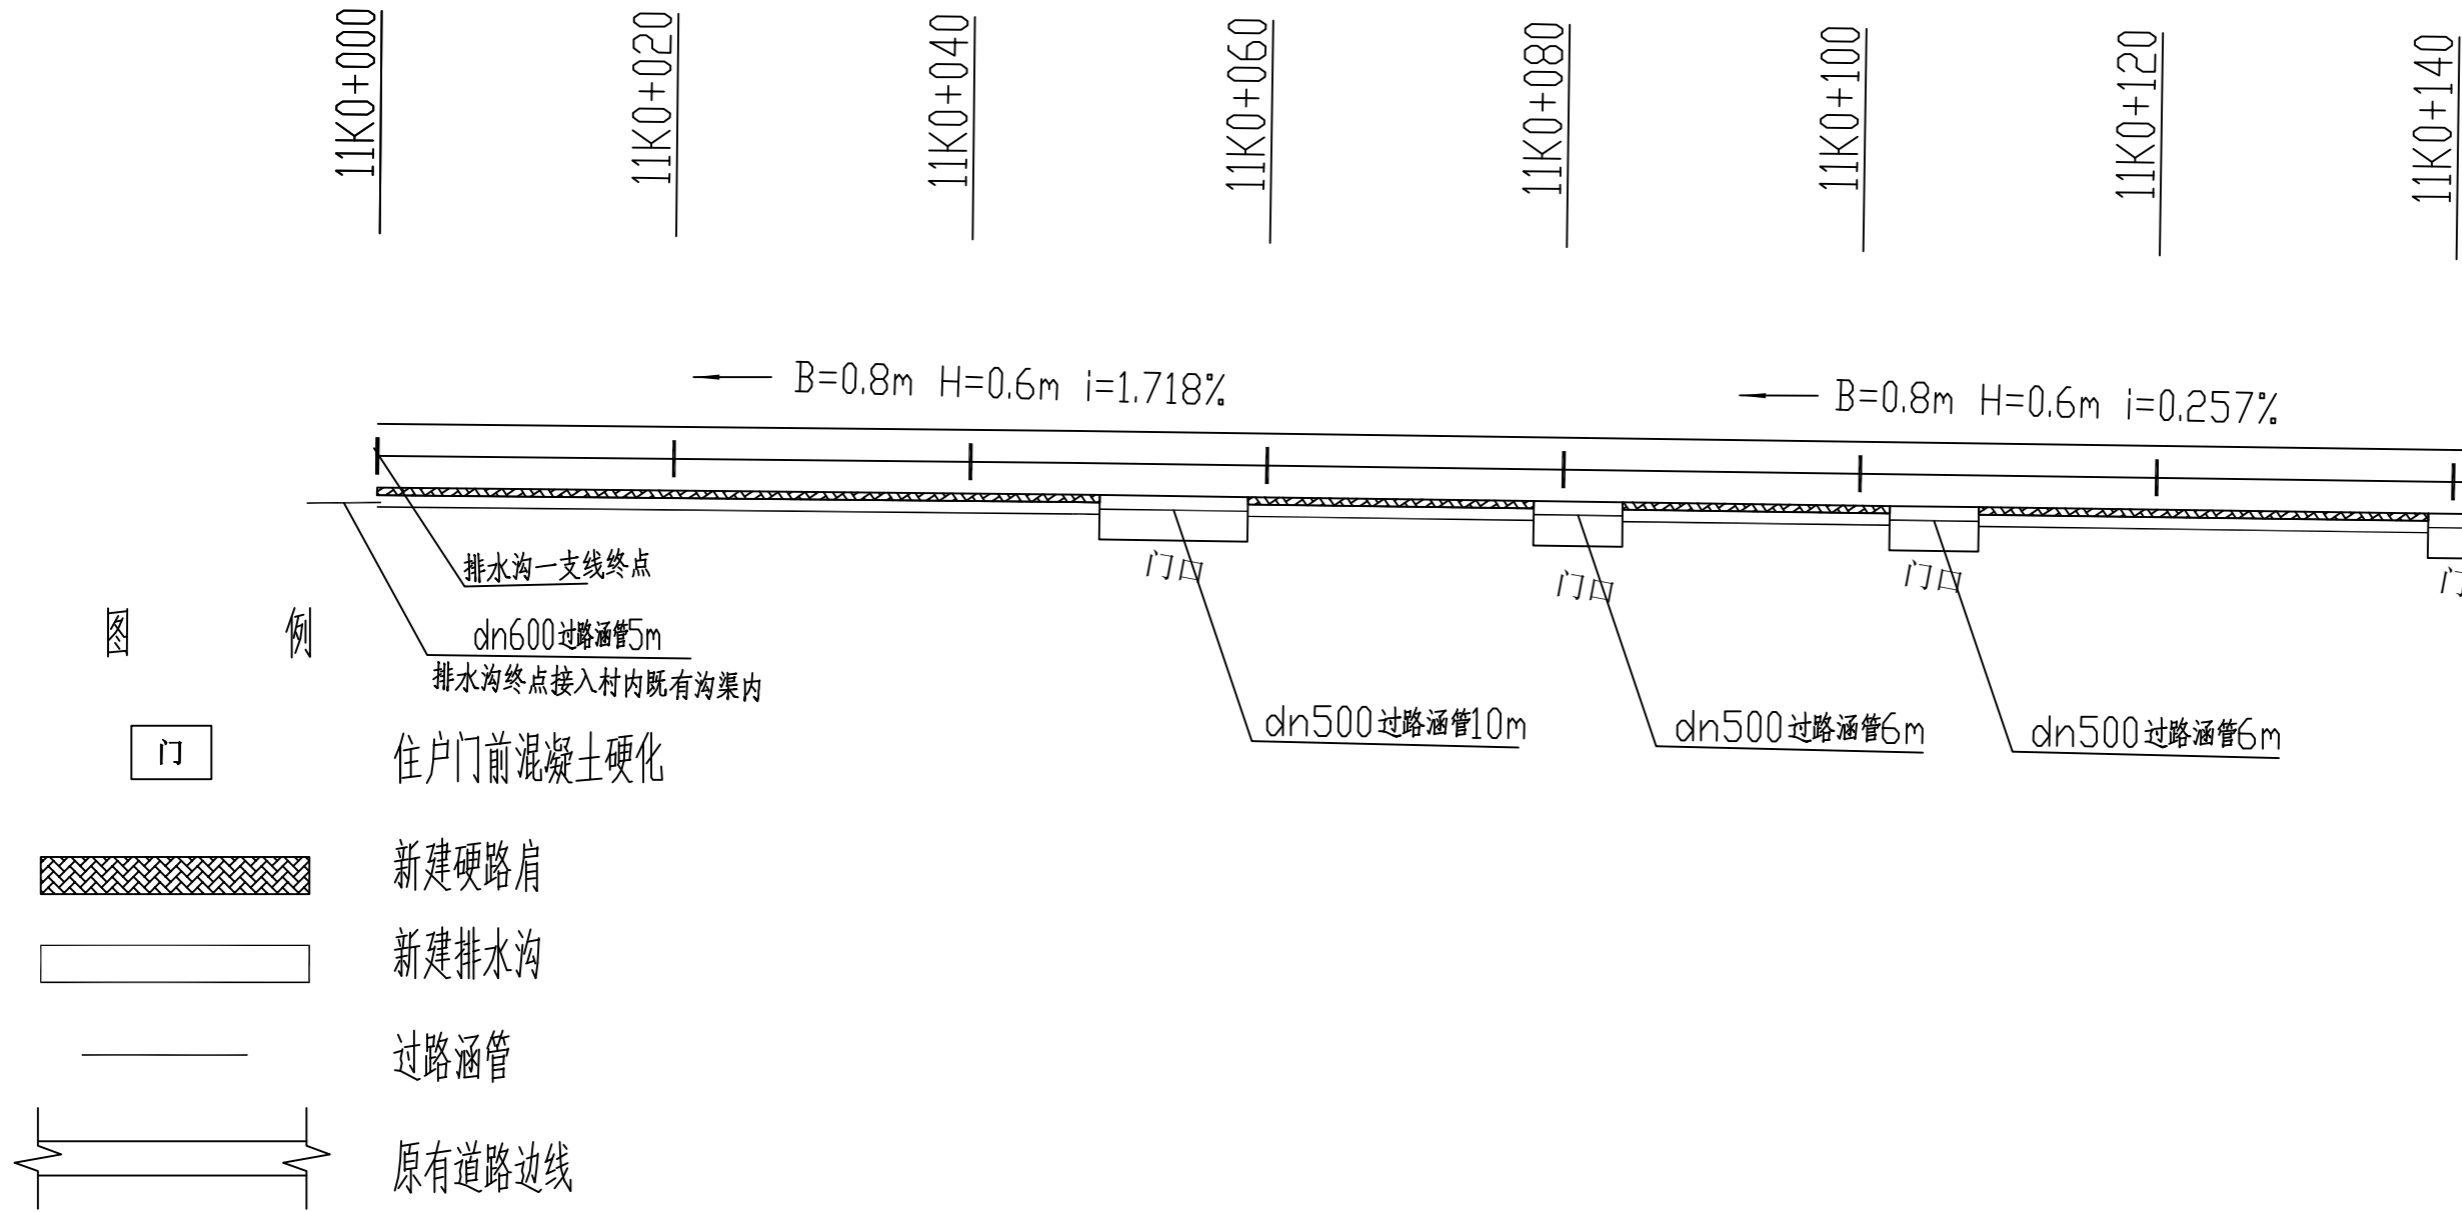 11K0+000
11K0+020
11K0+040
11K0+060
11K0+080
11K0+100
11K0+120
11K0+140
B=0.8m H=0.6m i=1.718%
B=0.8m H=0.6m i=0.257%
排水沟一支线终点
门口
门口
门口
门
dn600过路涵管5m
排水沟终点接入村内既有沟渠内
dn500过路涵管10m
dn500过路涵管6m
dn500过路涵管6m
图 例
门
住户门前混凝土硬化
新建硬路肩
新建排水沟
过路涵管
原有道路边线